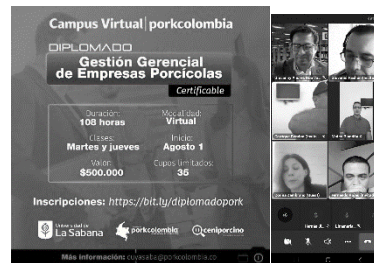 Campus Virtual | porkcolombia
DIPLOMADO
Gestión Gerencial
de Empresas Porcícolas
Certificable
Duración:
108 horas
Modalidad:
Virtual
Clases:
Martes y jueves
Inicio:
Agosto 1
Valor:
$500.000
Cupos limitados:
35
Inscripciones: https://bit.ly/diplomadopork
Universidad de
La Sabana
porkcolombia
ceniporcino
Más información: